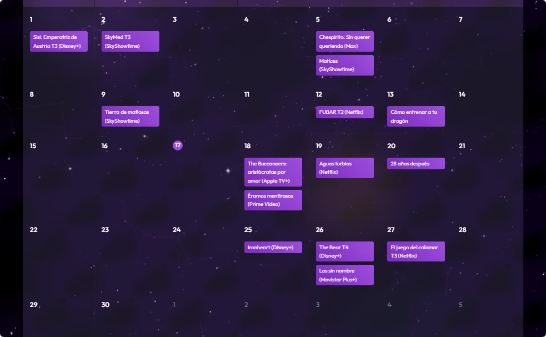 1 2 3 4 5 6 7
Sisi. Emperatriz de
Austria T3 (Disney+)
SkyMed T3
(SkyShowtime)
Chespirito. Sin querer
queriendo (Max)
Matices
(SkyShowtime)
8 9 10 11 12 13 14
Tierra de mafiosos
(SkyShowtime)
FUBAR T2 (Netflix)
Cómo entrenar a tu
dragón
15 16 17 18 19 20 21
The Buccaneers:
aristócratas por
amor (Apple TV+)
Éramos mentirosos
(Prime Video)
Aguas turbias
(Netflix)
28 años después
22 23 24 25 26 27 28
Ironheart (Disney+)
The Bear T4
(Disney+)
Los sin nombre
(Movistar Plus+)
El juego del calamar
T3 (Netflix)
29 30 1 2 3 4 5